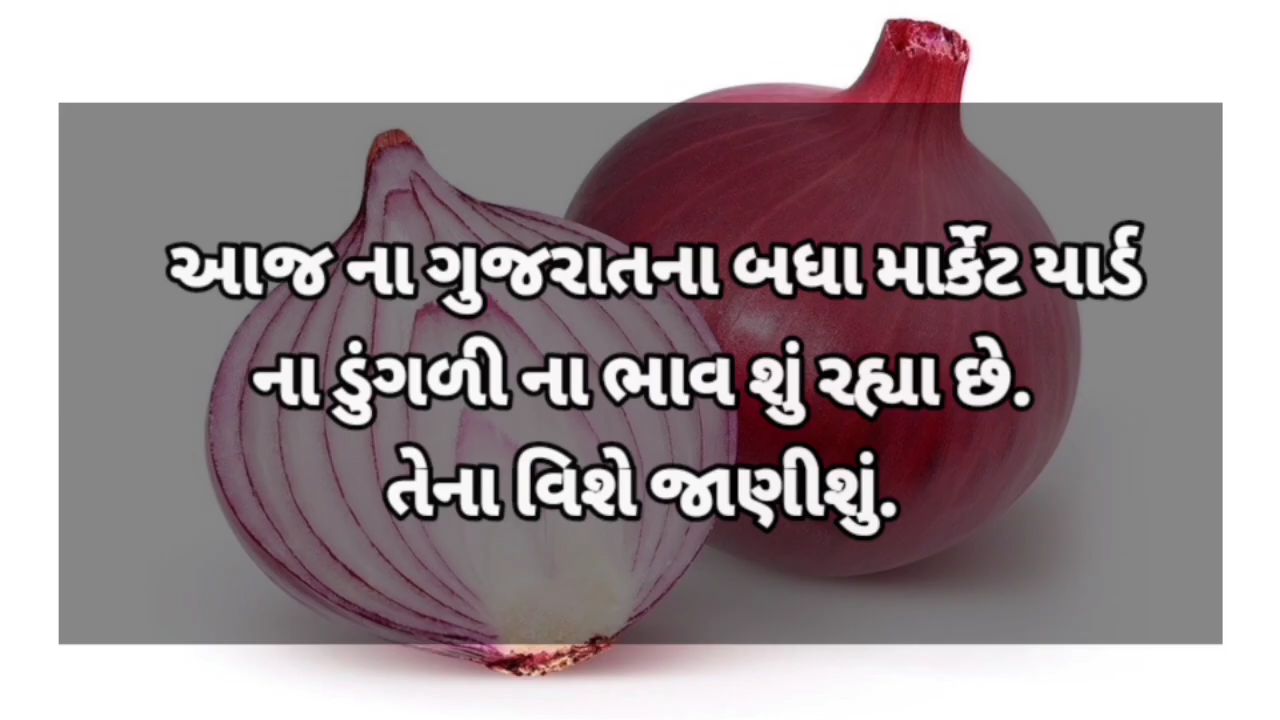 આજ ના ગુજરાતના બધા માર્કેટ યાર્ડ
ના ડુંગળી ના ભાવ શું રહ્યા છે.
તેના વિશે જાણીશું.